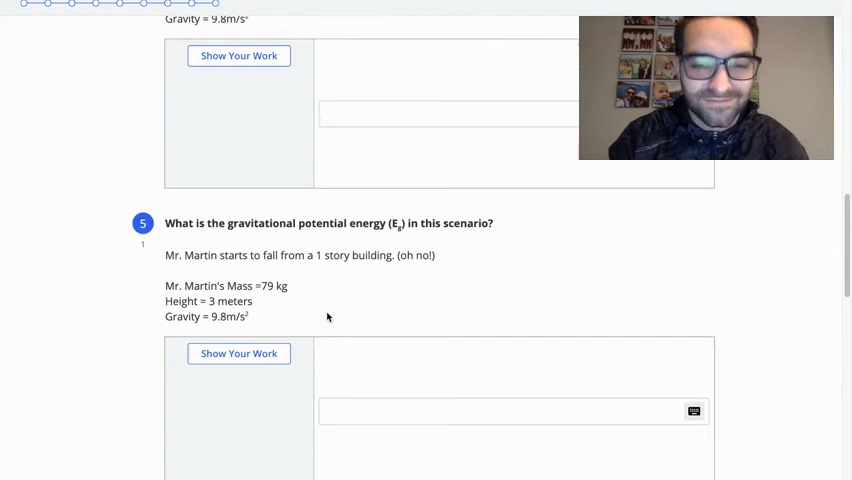 Gravity = 9.8m/s²
Show Your Work
5 What is the gravitational potential energy (Eg) in this scenario?
1
Mr. Martin starts to fall from a 1 story building. (oh no!)
Mr. Martin's Mass =79 kg
Height = 3 meters
Gravity = 9.8m/s²
Show Your Work